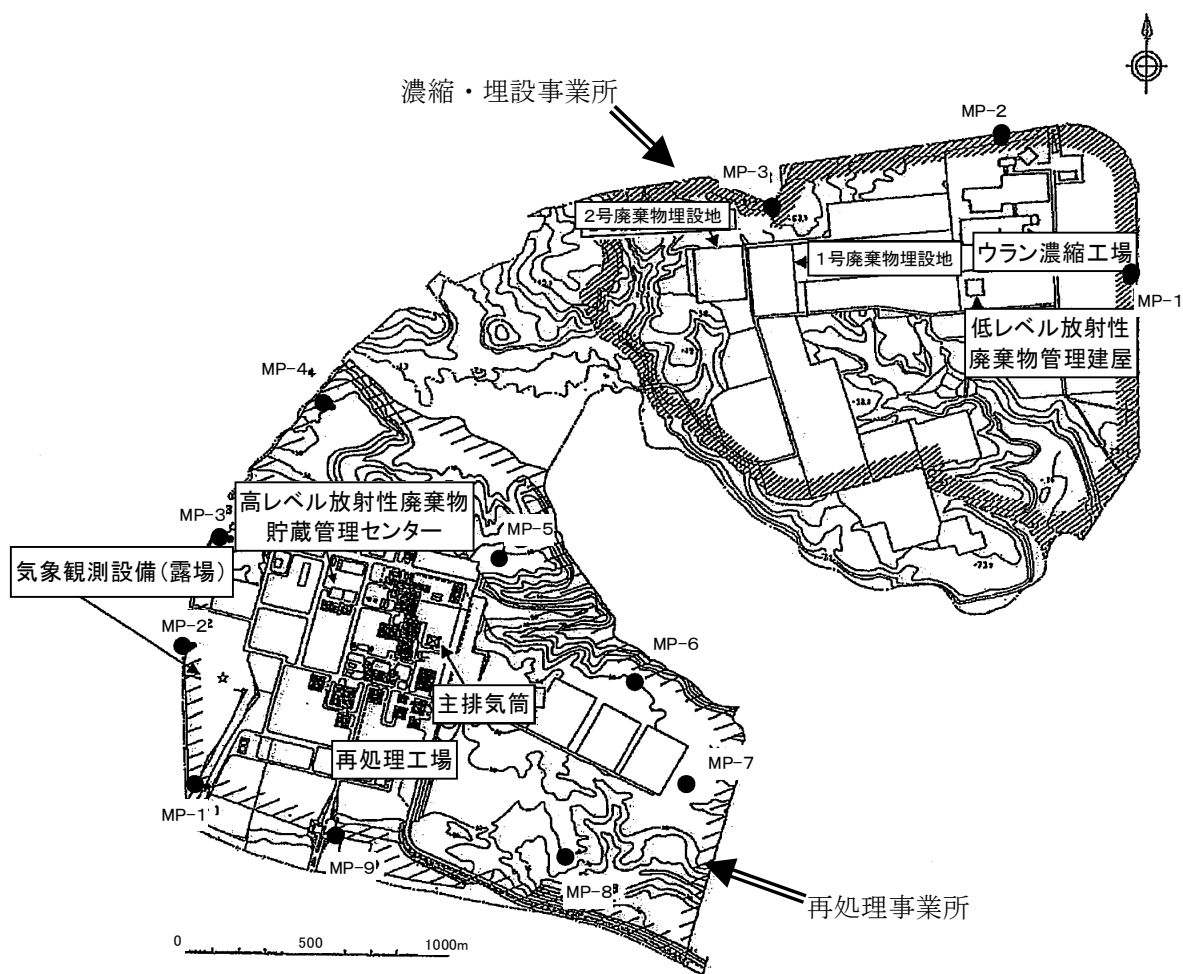 濃縮・埋設事業所
MP-2
MP-3
2号廃棄物埋設地
1号廃棄物埋設地
ウラン濃縮工場
MP-1
低レベル放射性
廃棄物管理建屋
MP-4
高レベル放射性廃棄物
貯蔵管理センター
MP-3
MP-5
気象観測設備(露場)
MP-2
MP-6
主排気筒
再処理工場
MP-7
MP-1
MP-9
MP-8
再処理事業所
0 500 1000m